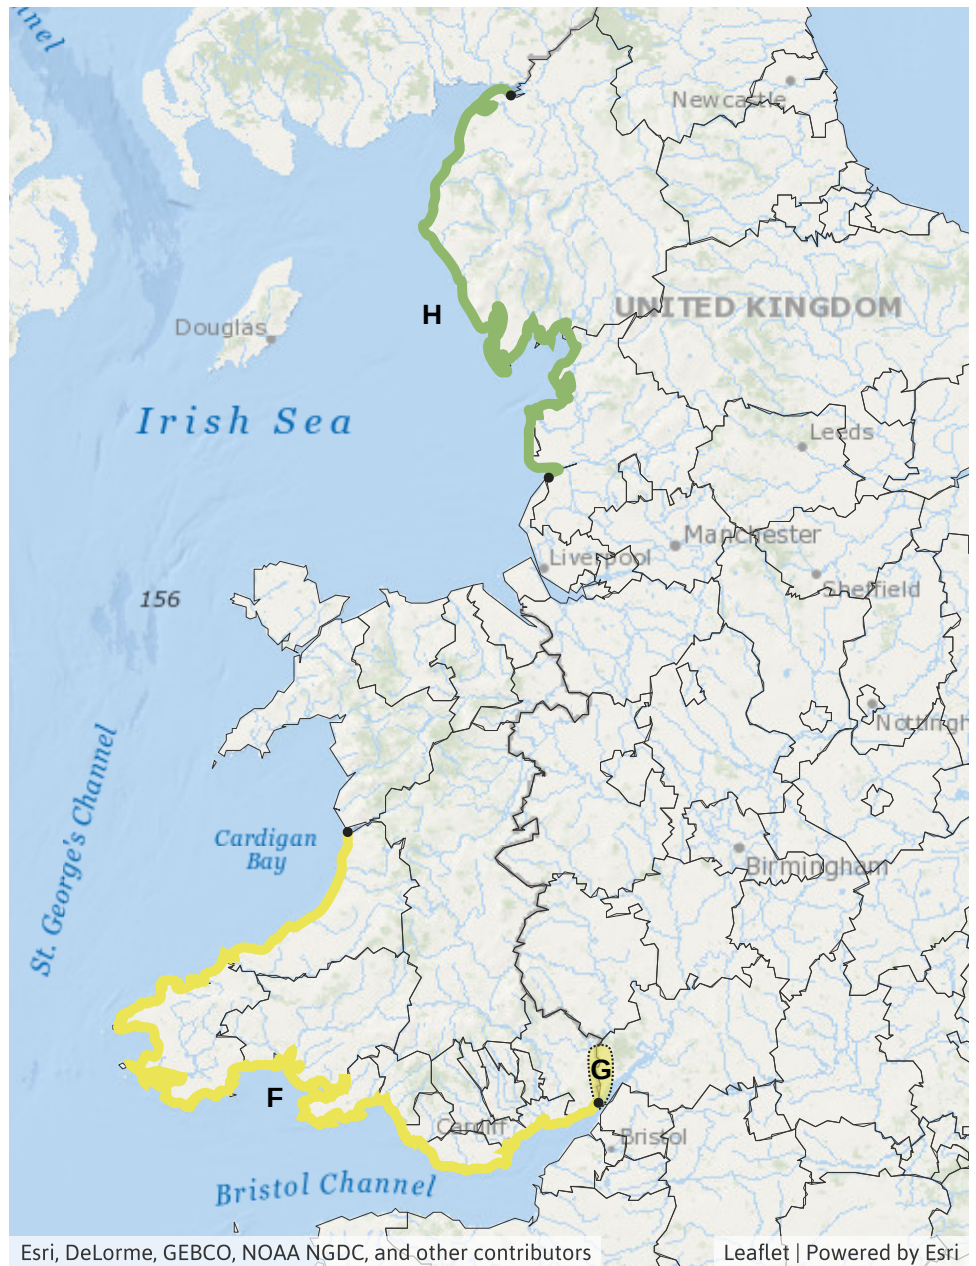 nnel
Newcastle
UNITED KINGDOM
H
Douglas
Irish Sea
Leeds
Manchester
Liverpool
Sheffield
156
Nottingh
St. George's Channel
Cardigan
Bay
Birmingham
G
F
Cardiff
Bristol
Bristol Channel
Esri, DeLorme, GEBCO, NOAA NGDC, and other contributors
Leaflet | Powered by Esri